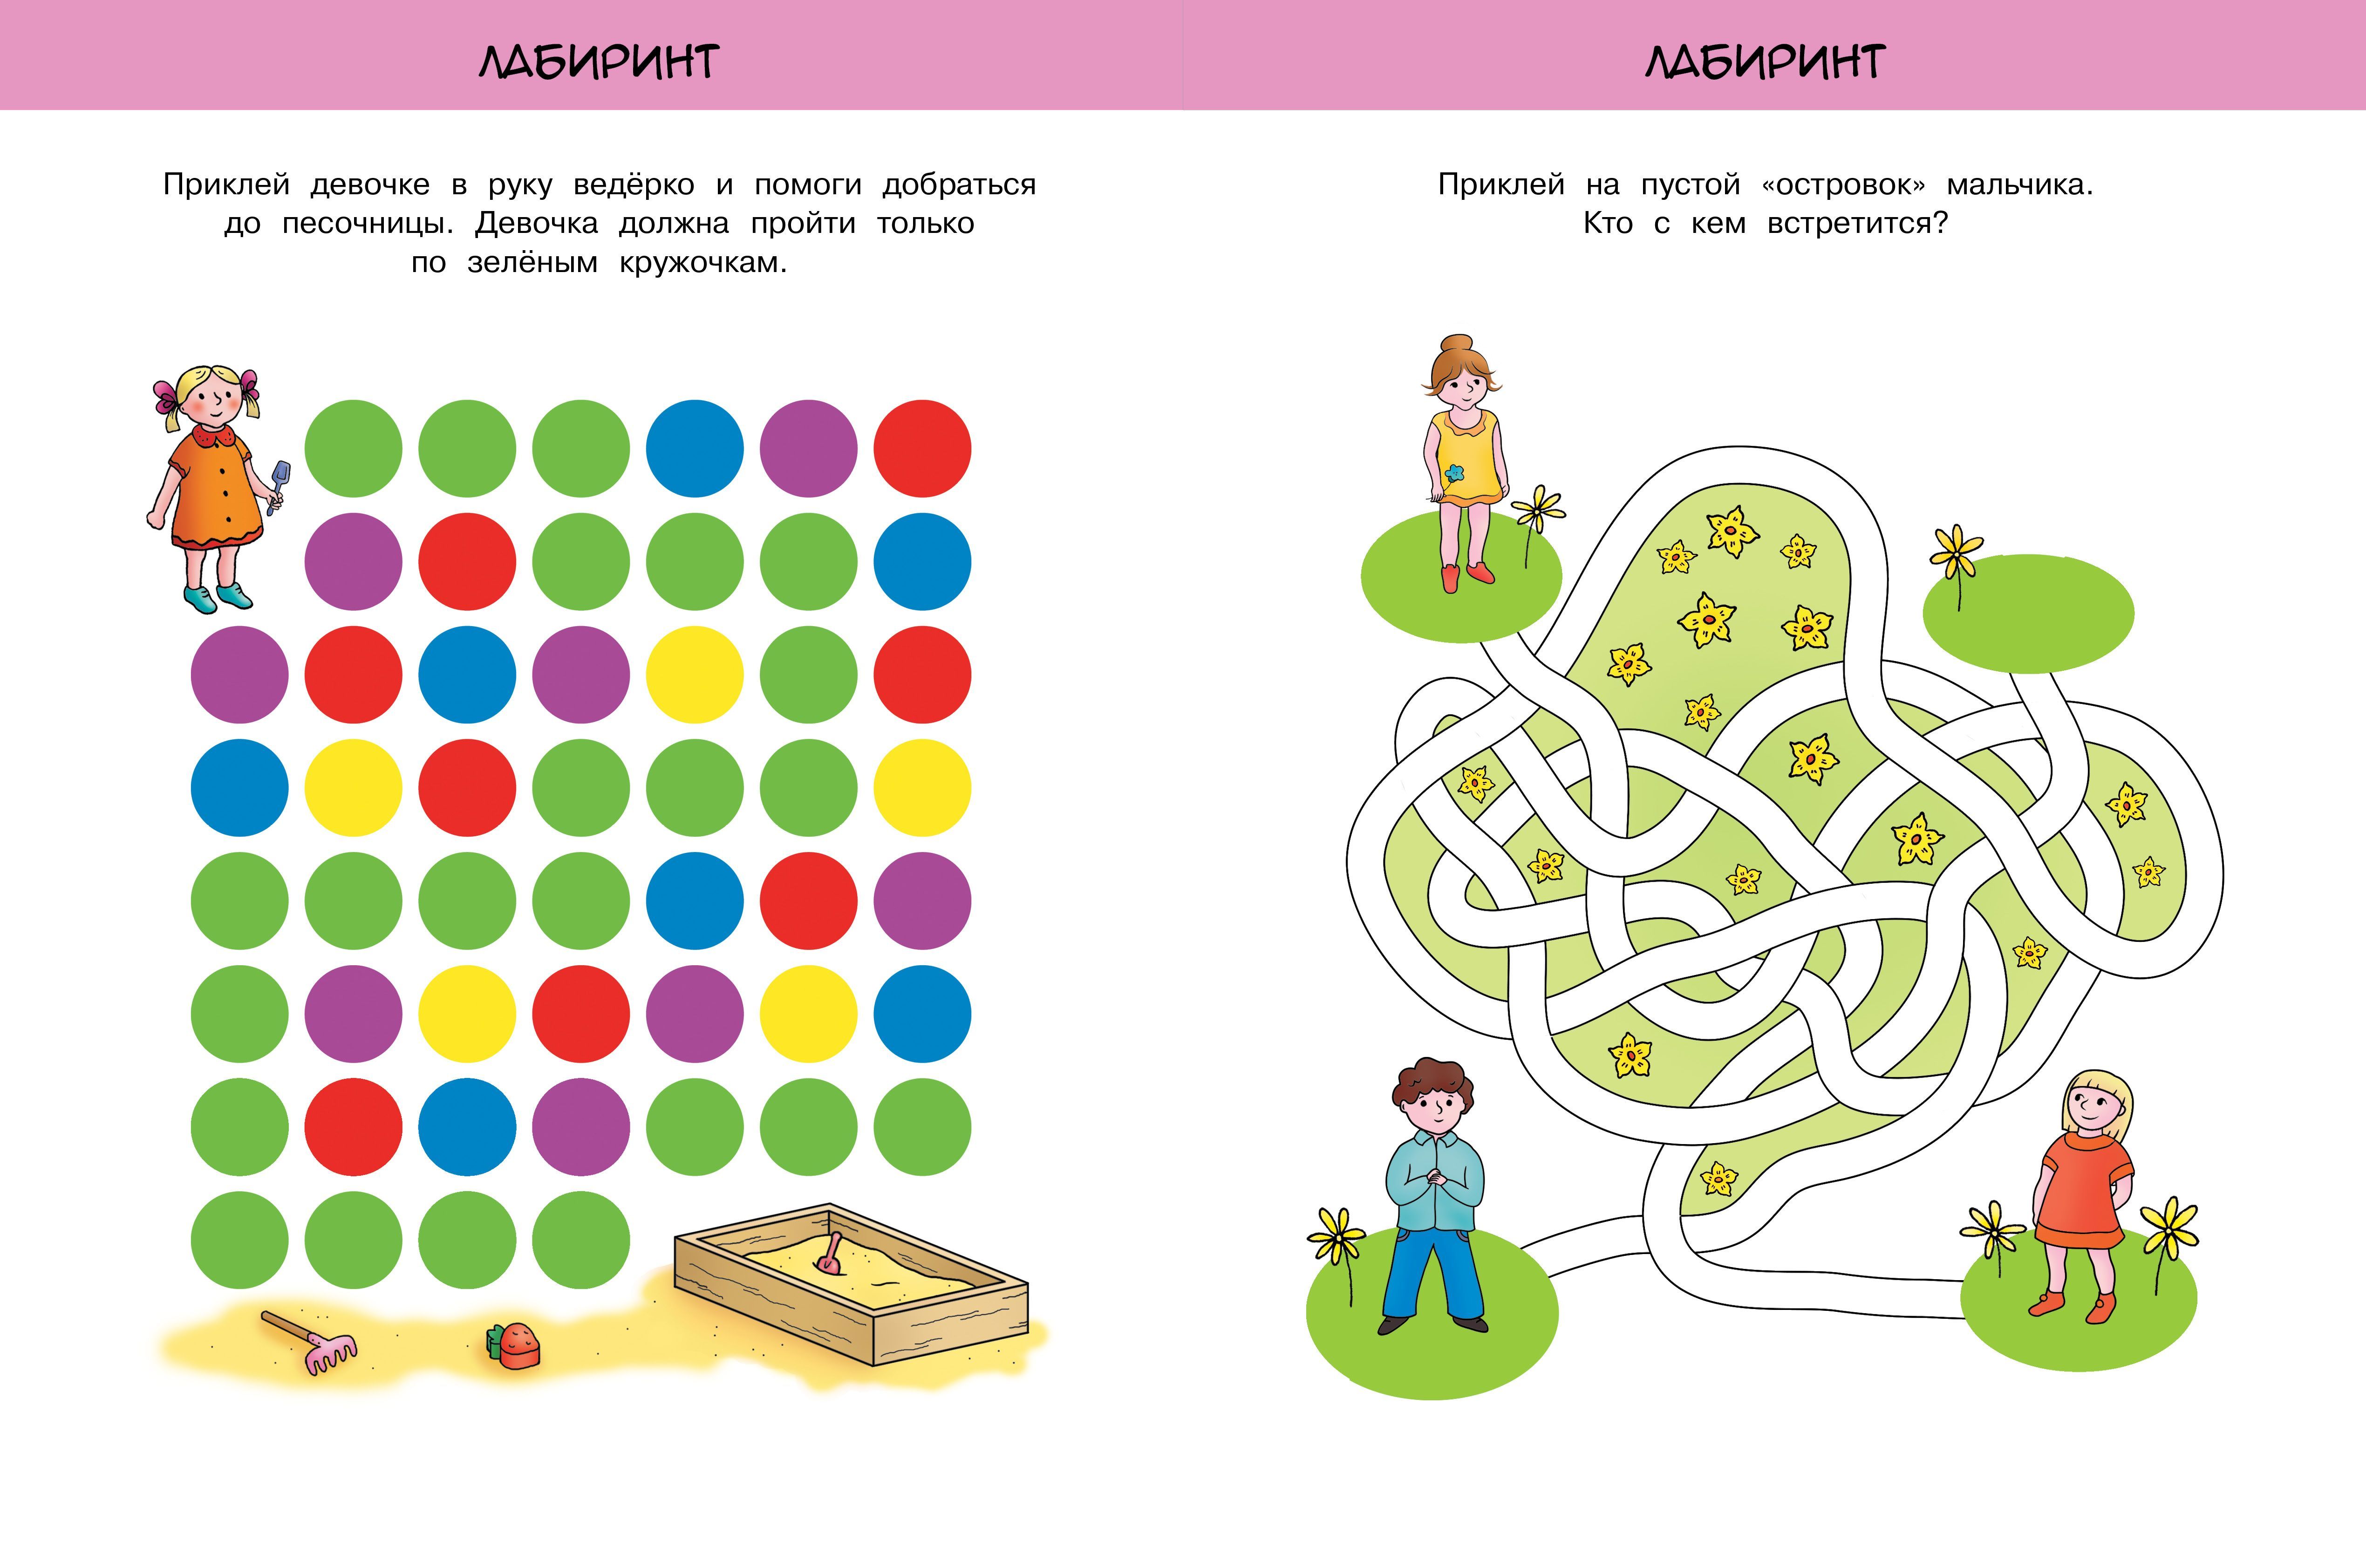 ЛАБИРИНТ
Приклей девочке в руку ведёрко и помоги добраться
до песочницы. Девочка должна пройти только
по зелёным кружочкам.
ЛАБИРИНТ
Приклей на пустой «островок» мальчика.
Кто с кем встретится?